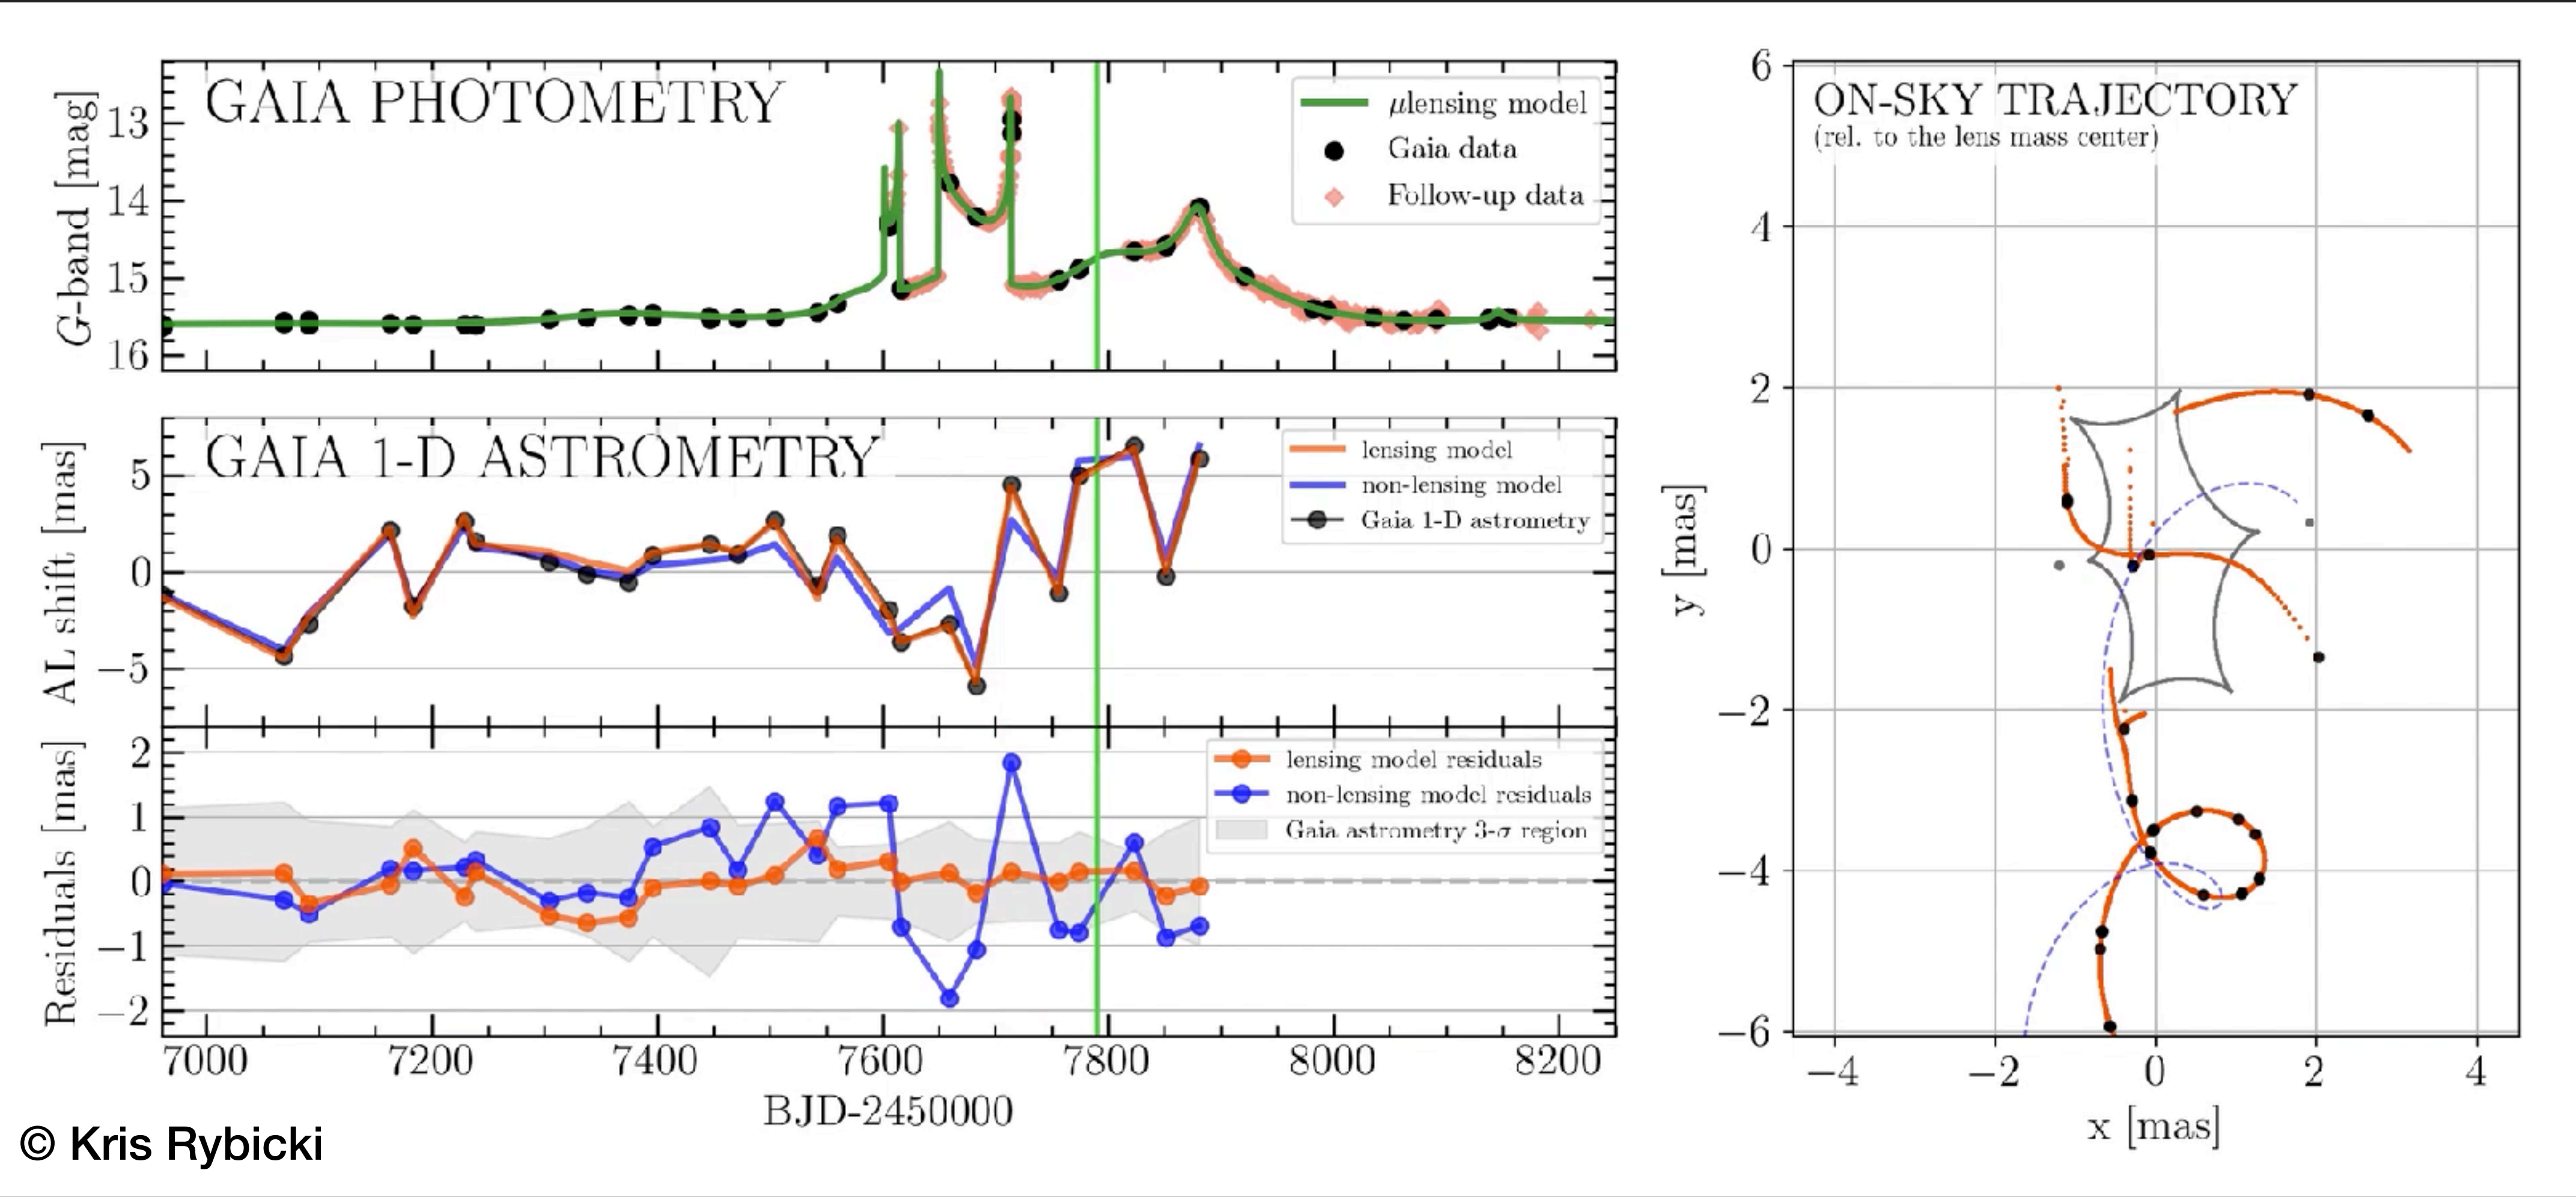 GAIA PHOTOMETRY
G-band [mag]
13
14
15
16
μlensing model
Gaia data
Follow-up data
GAIA 1-D ASTROMETRY
AL shift [mas]
5
0
−5
lensing model
non-lensing model
Gaia 1-D astrometry
Residuals [mas]
2
1
0
−1
−2
lensing model residuals
non-lensing model residuals
Gaia astrometry 3-σ region
7000 7200 7400 7600 7800 8000 8200
BJD-2450000
ON-SKY TRAJECTORY
(rel. to the lens mass center)
y [mas]
6
4
2
0
−2
−4
−6
−4 −2 0 2 4
x [mas]
© Kris Rybicki